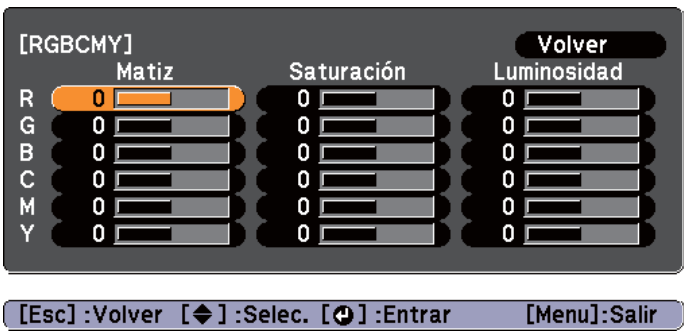 [RGBCMY] Volver
Matiz Saturación Luminosidad
R 0 0 0
G 0 0 0
B 0 0 0
C 0 0 0
M 0 0 0
Y 0 0 0
[Esc] :Volver [◆] :Selec. [↵] :Entrar [Menu]:Salir